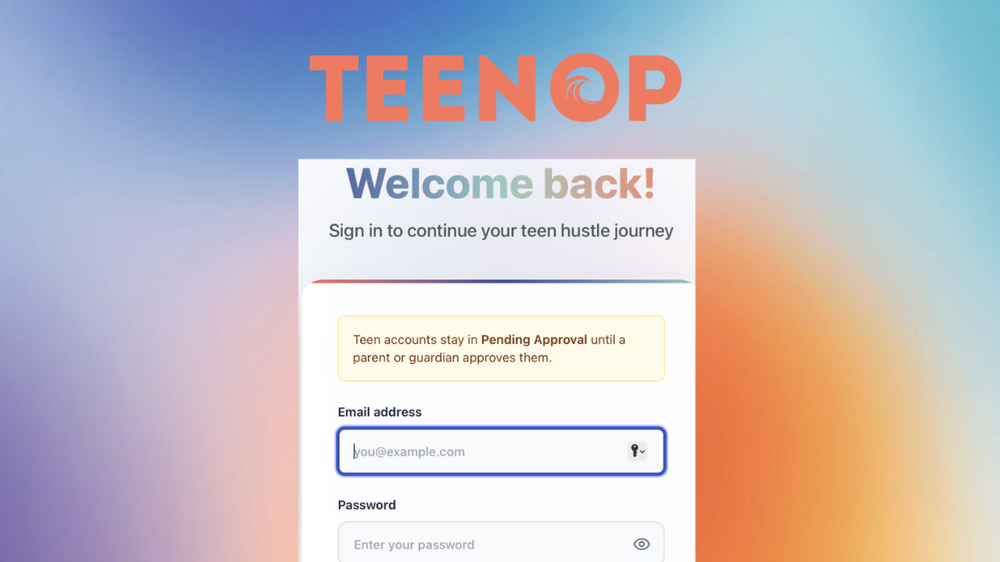 TEENOP
Welcome back!
Sign in to continue your teen hustle journey
Teen accounts stay in Pending Approval until a
parent or guardian approves them.
Email address
you@example.com
Password
Enter your password